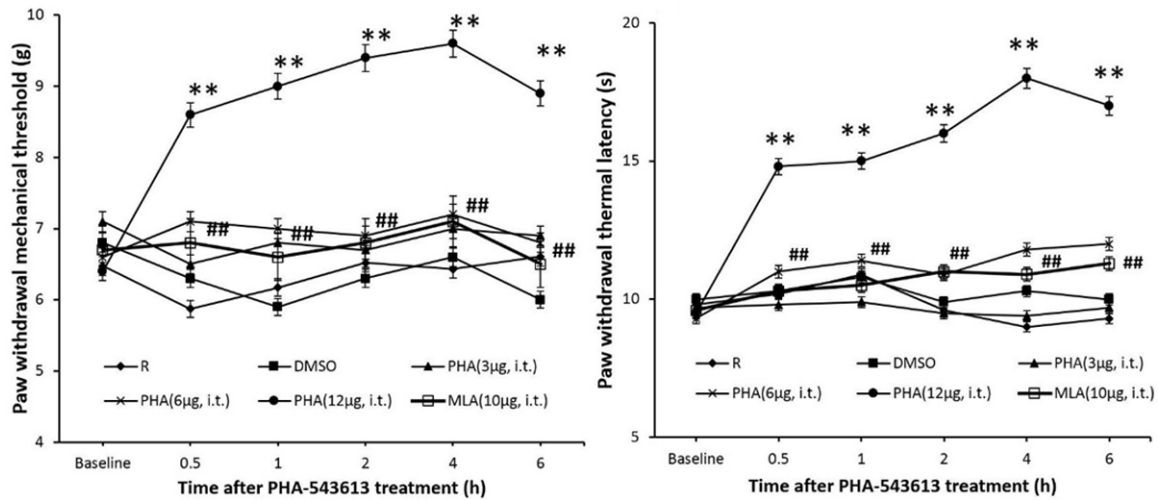 Paw withdrawal mechanical threshold (g)
10
9
8
7
6
5
4
** ** ** ** **
## ## ## ## ##
R DMSO PHA(3µg, i.t.)
PHA(6µg, i.t.) PHA(12µg, i.t.) MLA(10µg, i.t.)
Baseline 0.5 1 2 4 6
Time after PHA-543613 treatment (h)
Paw withdrawal thermal latency (s)
20
15
10
5
** ** ** ** **
## ## ## ## ##
R DMSO PHA(3µg, i.t.)
PHA(6µg, i.t.) PHA(12µg, i.t.) MLA(10µg, i.t.)
Baseline 0.5 1 2 4 6
Time after PHA-543613 treatment (h)